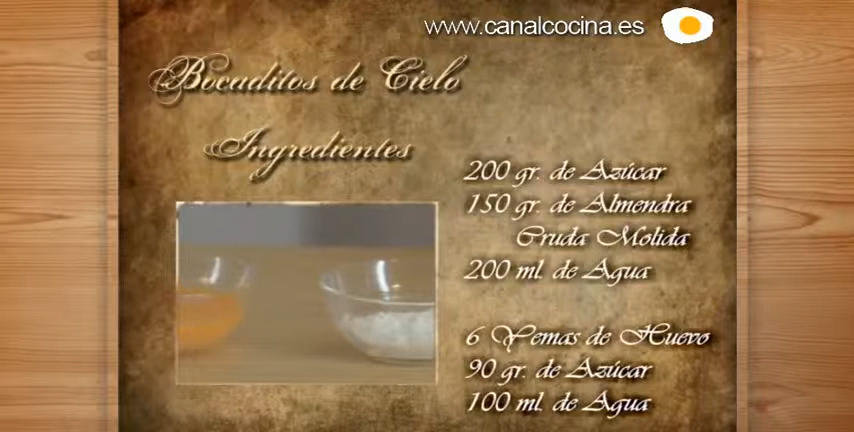 www.canalcocina.es
Bocaditos de Cielo
Ingredientes
200 gr. de Azúcar
150 gr. de Almendra
Cruda Molida
200 ml. de Agua
6 Yemas de Huevo
90 gr. de Azúcar
100 ml. de Agua